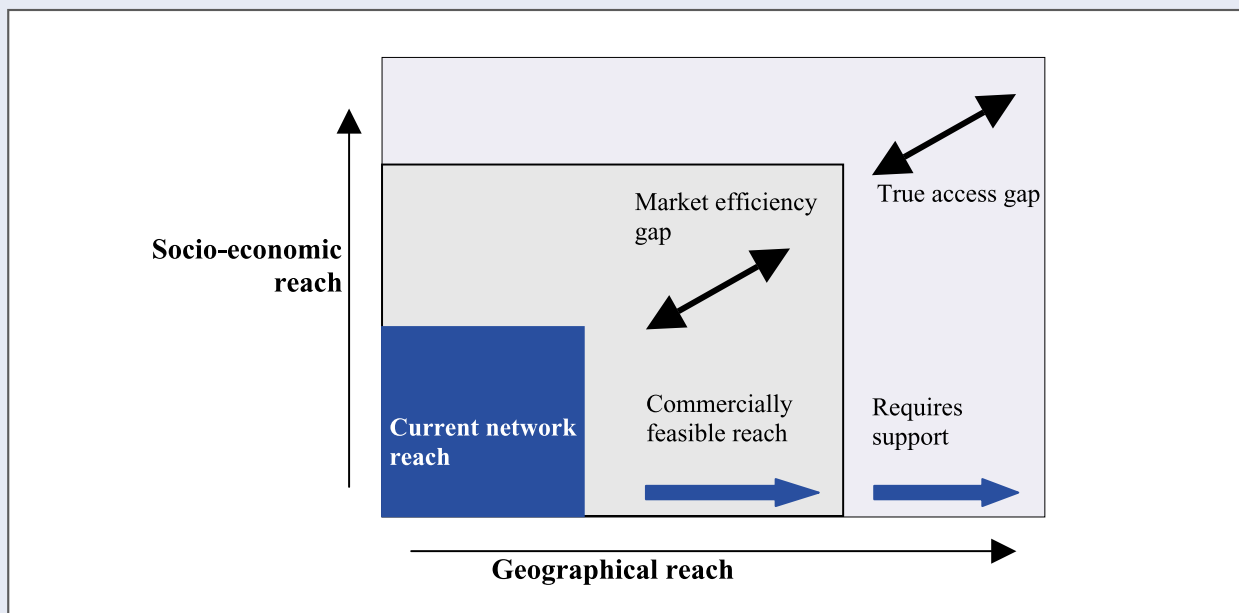 Market efficiency
gap
True access gap
Socio-economic
reach
Current network
reach
Commercially
feasible reach
Requires
support
Geographical reach